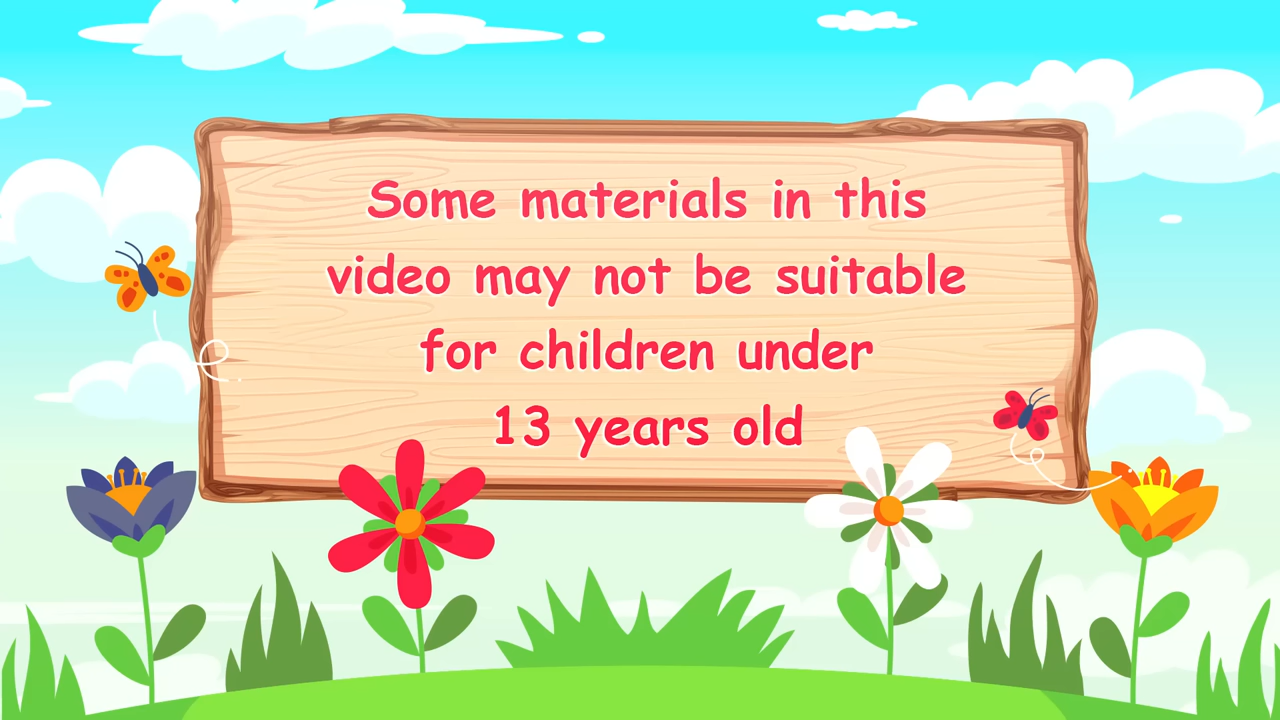 Some materials in this
video may not be suitable
for children under
13 years old